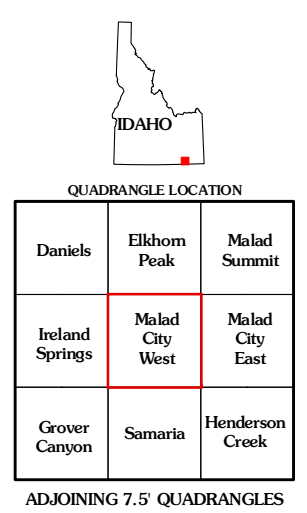 IDAHO
QUADRANGLE LOCATION
Daniels
Elkhorn
Peak
Malad
Summit
Ireland
Springs
Malad
City
West
Malad
City
East
Grover
Canyon
Samaria
Henderson
Creek
ADJOINING 7.5' QUADRANGLES